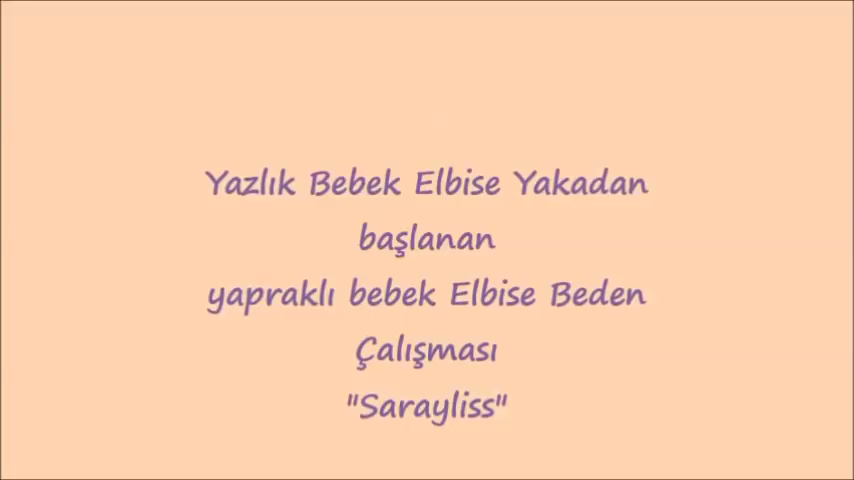 Yazlık Bebek Elbise Yakadan
başlanan
yapraklı bebek Elbise Beden
Çalışması
"Sarayliss"